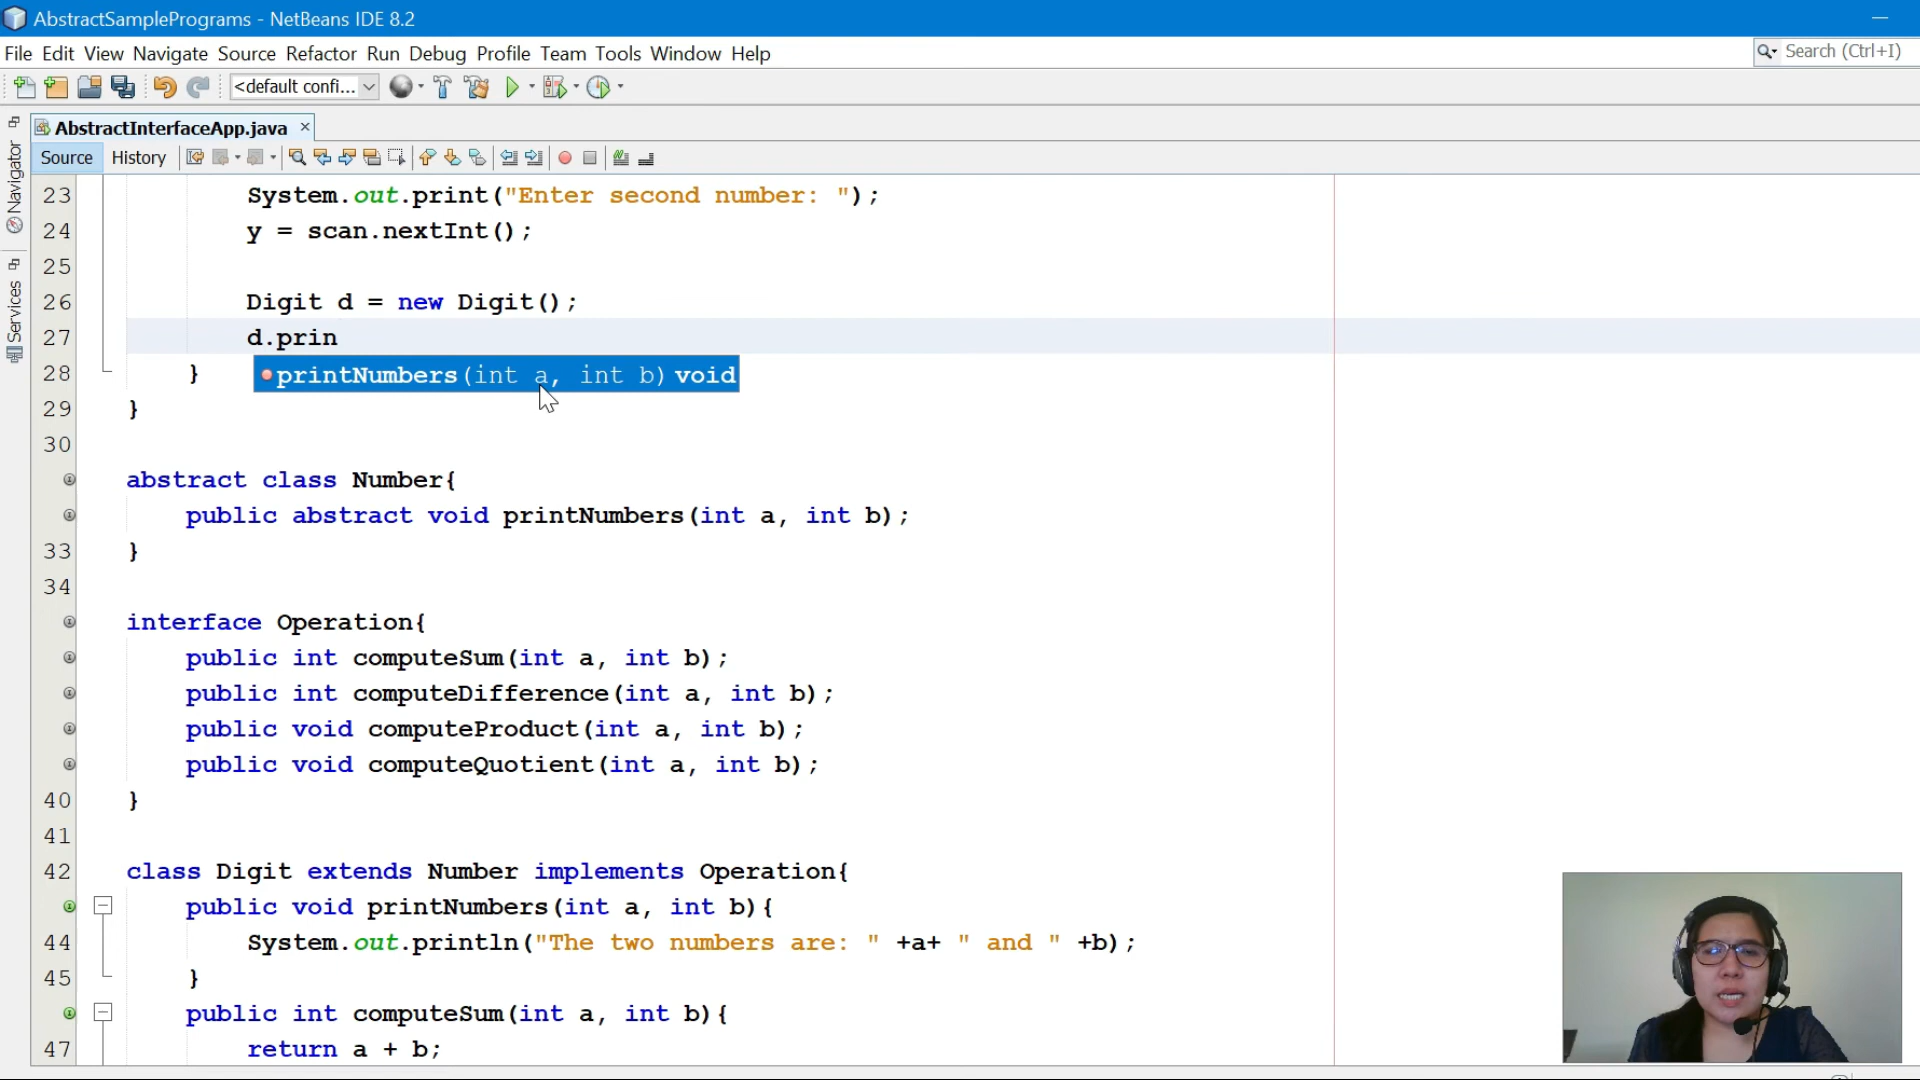 AbstractSamplePrograms - NetBeans IDE 8.2
File Edit View Navigate Source Refactor Run Debug Profile Team Tools Window Help
Search (Ctrl+I)
<default confi...
AbstractInterfaceApp.java
Source History
Navigator
Services
23 System.out.print("Enter second number: ");
24 y = scan.nextInt();
25
26 Digit d = new Digit();
27 d.prin
28 }
printNumbers(int a, int b) void
29 }
30
abstract class Number{
public abstract void printNumbers(int a, int b);
33 }
34
interface Operation{
public int computeSum(int a, int b);
public int computeDifference(int a, int b);
public void computeProduct(int a, int b);
public void computeQuotient(int a, int b);
40 }
41
42 class Digit extends Number implements Operation{
public void printNumbers(int a, int b){
44 System.out.println("The two numbers are: " +a+ " and " +b);
45 }
public int computeSum(int a, int b){
47 return a + b;